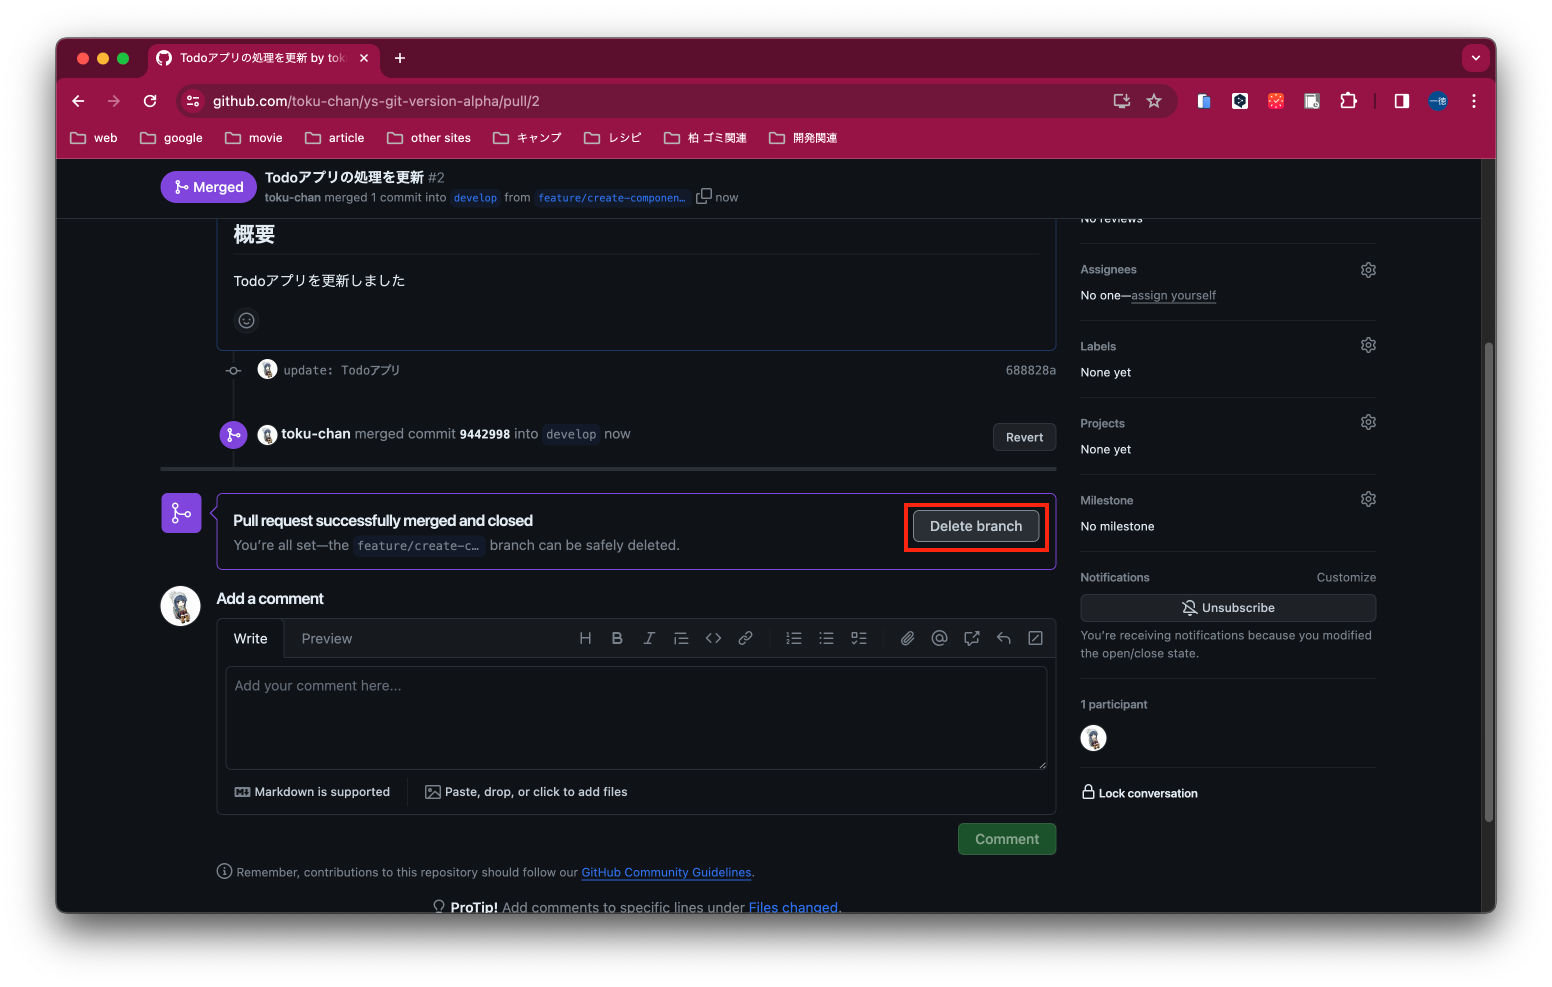 Todoアプリの処理を更新 by tok
github.com/toku-chan/ys-git-version-alpha/pull/2
web
google
movie
article
other sites
キャンプ
レシピ
柏 ゴミ関連
開発関連
Merged
Todoアプリの処理を更新 #2
toku-chan merged 1 commit into develop from feature/create-componen… now
概要
Todoアプリを更新しました
update: Todoアプリ
688828a
toku-chan merged commit 9442998 into develop now
Revert
Pull request successfully merged and closed
You’re all set—the feature/create-c… branch can be safely deleted.
Delete branch
Add a comment
Write
Preview
Add your comment here...
Markdown is supported
Paste, drop, or click to add files
Comment
Remember, contributions to this repository should follow our GitHub Community Guidelines.
ProTip! Add comments to specific lines under Files changed.
No reviews
Assignees
No one—assign yourself
Labels
None yet
Projects
None yet
Milestone
No milestone
Notifications
Customize
Unsubscribe
You’re receiving notifications because you modified
the open/close state.
1 participant
Lock conversation